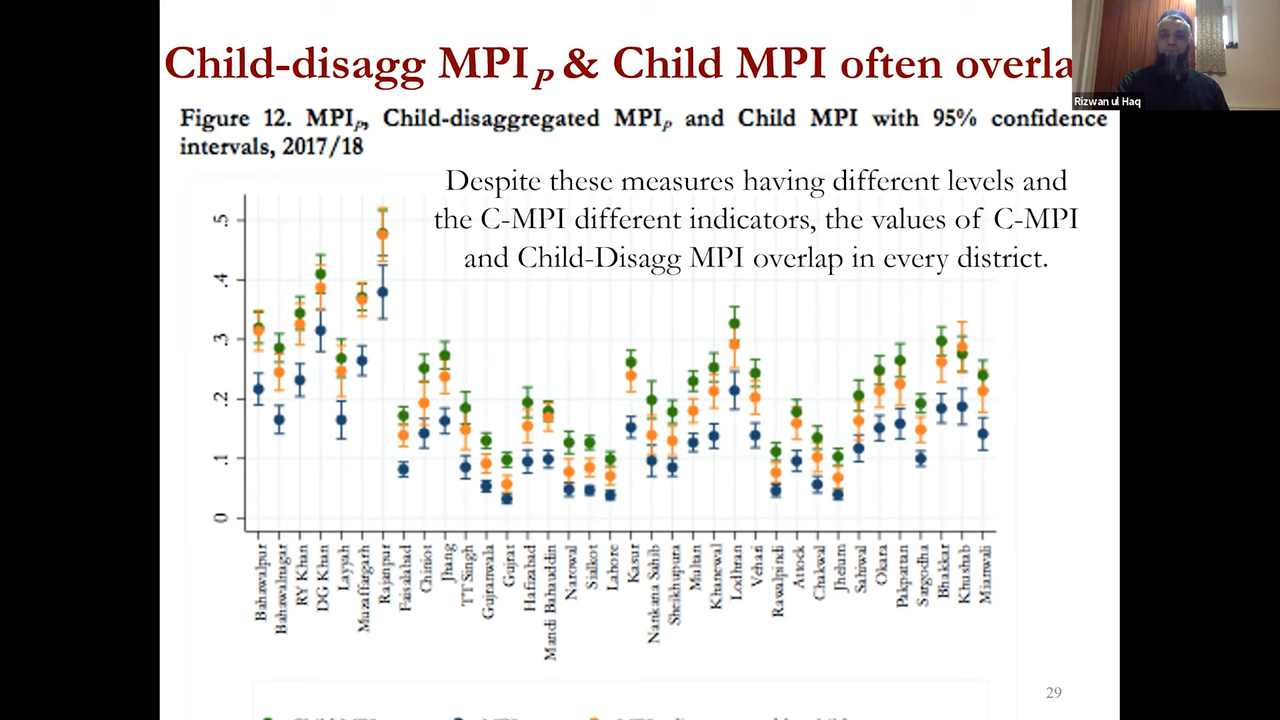 Child-disagg MPIP & Child MPI often overla
Rizwan ul Haq
Figure 12. MPIP, Child-disaggregated MPIP and Child MPI with 95% confidence
intervals, 2017/18
Despite these measures having different levels and
the C-MPI different indicators, the values of C-MPI
and Child-Disagg MPI overlap in every district.
.5
.4
.3
.2
.1
0
Bahawalpur
Bahawalnagar
RY Khan
DG Khan
Layyah
Muzaffargarh
Rajanpur
Faisalabad
Chiniot
Jhang
TT Singh
Gujranwala
Gujrat
Hafizabad
Mandi Bahauddin
Narowal
Sialkot
Lahore
Kasur
Nankana Sahib
Sheikhupura
Multan
Khanewal
Lodhran
Vehari
Rawalpindi
Attock
Chakwal
Jhelum
Sahiwal
Okara
Pakpattan
Sargodha
Bhakkar
Khushab
Mianwali
29